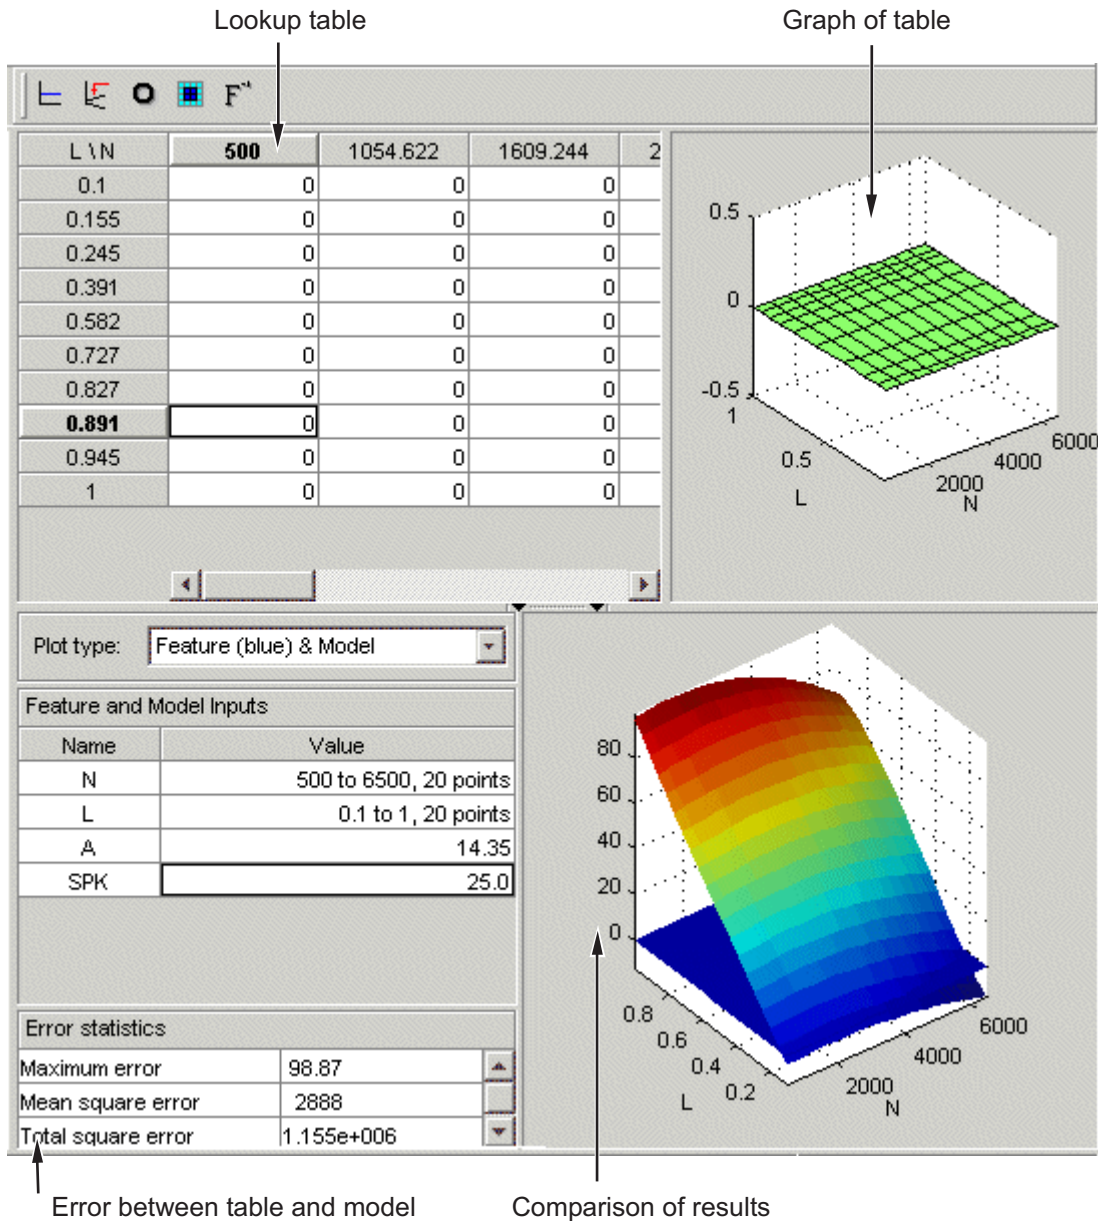 Lookup table
Graph of table
L \ N 500 1054.622 1609.244 2
0.1 0 0 0
0.155 0 0 0
0.245 0 0 0
0.391 0 0 0
0.582 0 0 0
0.727 0 0 0
0.827 0 0 0
0.891 0 0 0
0.945 0 0 0
1 0 0 0
0.5
0
-0.5
1
0.5
L
2000
4000
6000
N
Plot type: Feature (blue) & Model
Feature and Model Inputs
Name Value
N 500 to 6500, 20 points
L 0.1 to 1, 20 points
A 14.35
SPK 25.0
Error statistics
Maximum error 98.87
Mean square error 2888
Total square error 1.155e+006
80
60
40
20
0
0.8
0.6
0.4
0.2
L
2000
4000
6000
N
Error between table and model
Comparison of results